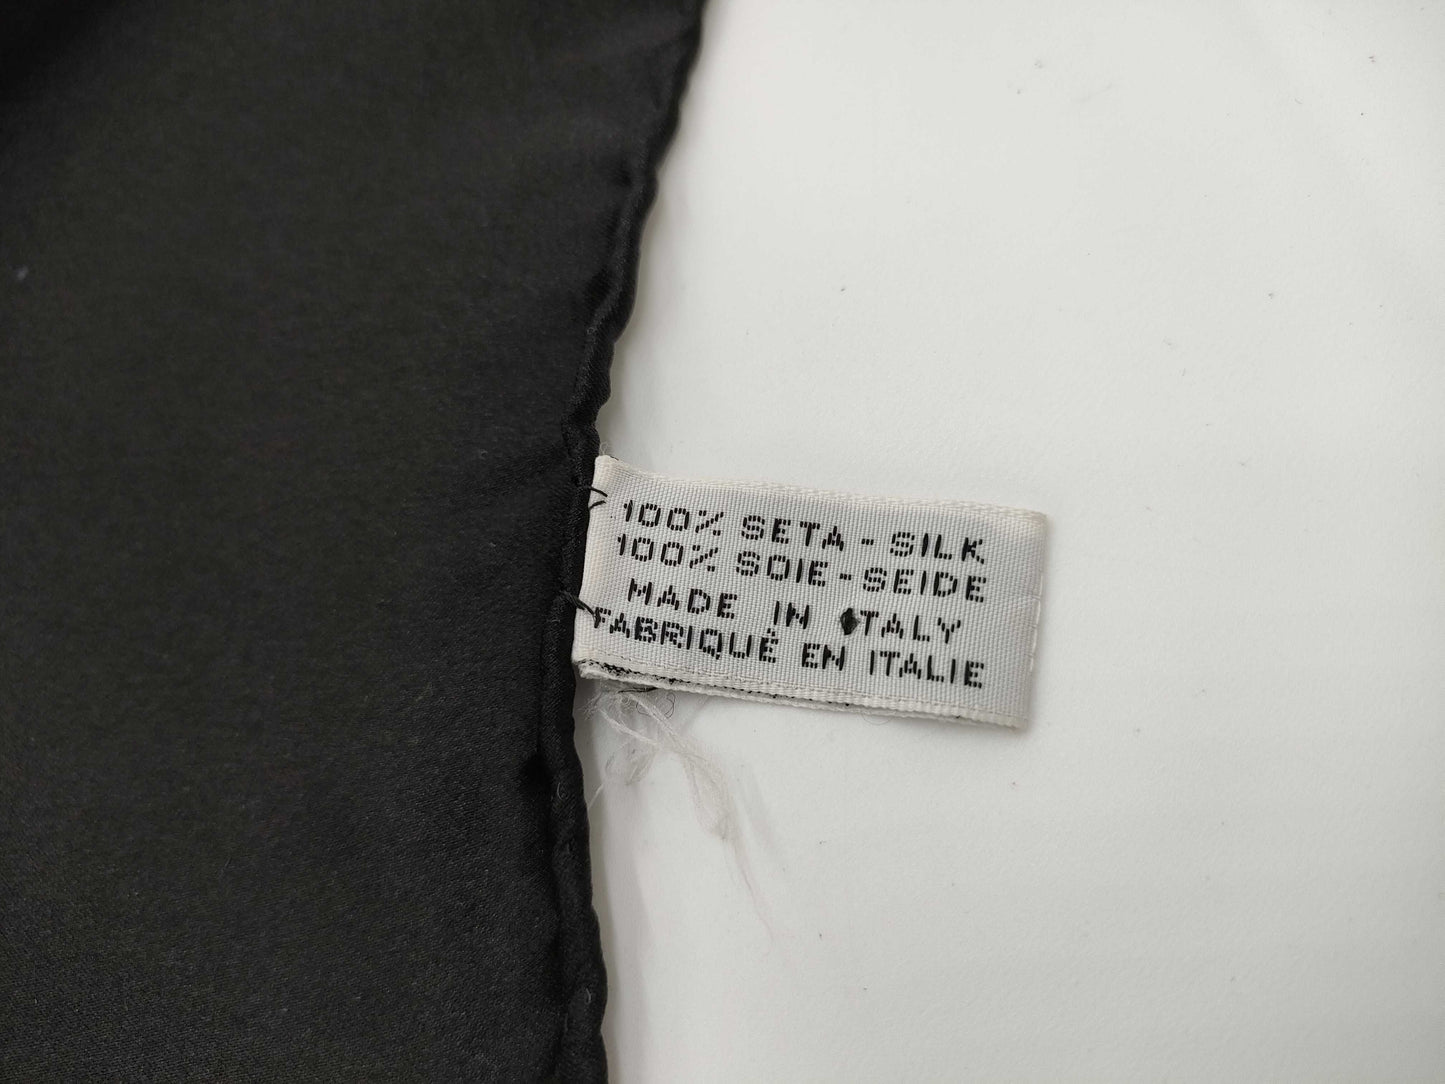 100% SETA - SILK
100% SOIE - SEIDE
MADE IN ITALY
FABRIQUÉ EN ITALIE